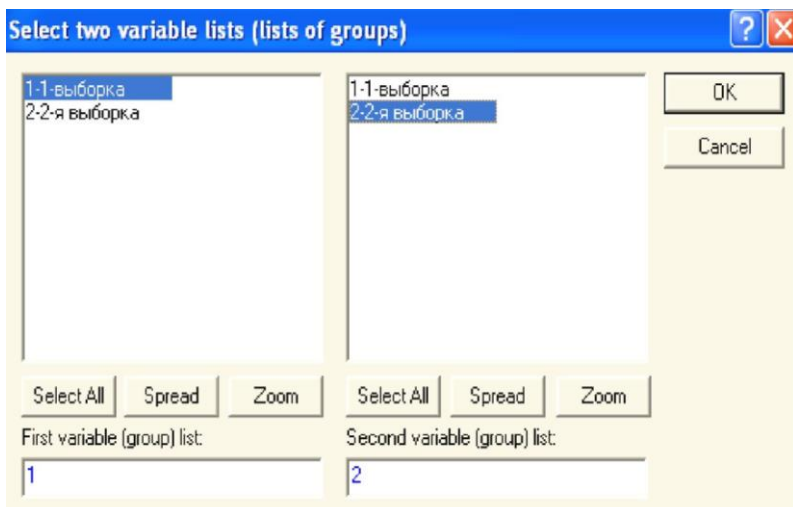 Select two variable lists (lists of groups)
1-1-выборка
2-2-я выборка
1-1-выборка
2-2-я выборка
OK
Cancel
Select All
Spread
Zoom
Select All
Spread
Zoom
First variable (group) list:
Second variable (group) list:
1
2